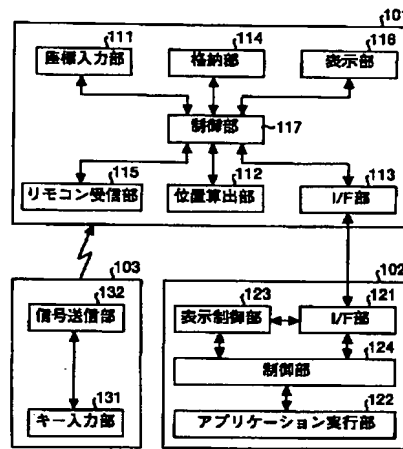 101
111
座標入力部
114
格納部
116
表示部
制御部
117
115
リモコン受信部
112
位置算出部
113
I/F部
103
132
信号送信部
131
キー入力部
102
123
表示制御部
121
I/F部
124
制御部
122
アプリケーション実行部